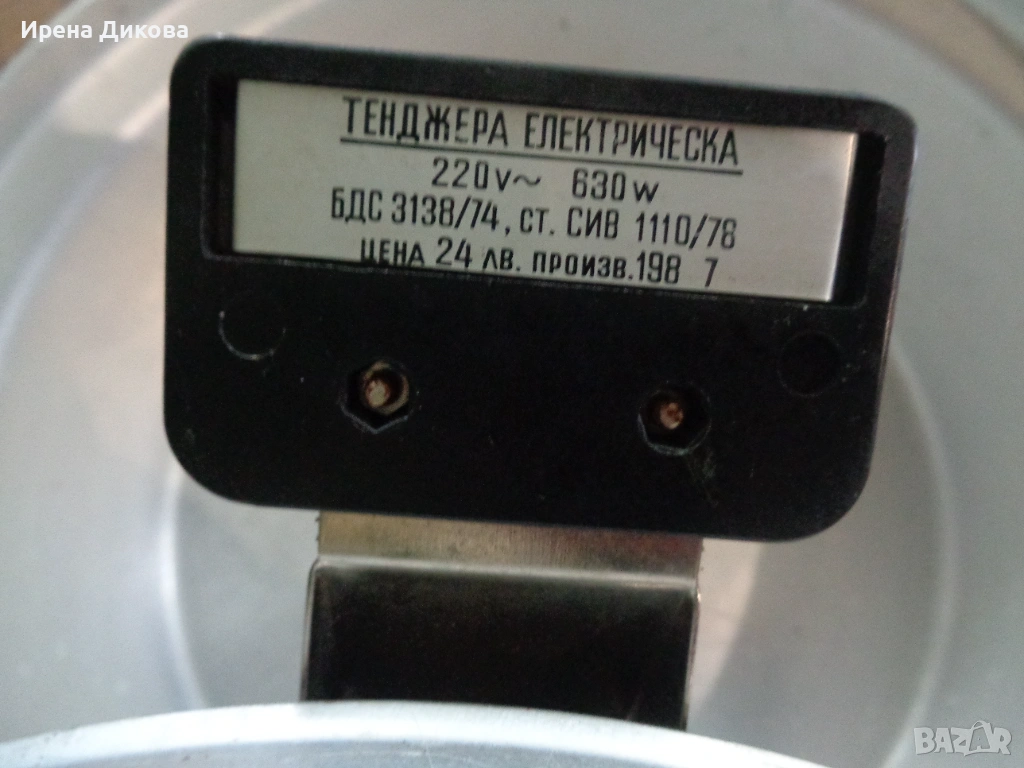 Ирена Дикова
ТЕНДЖЕРА ЕЛЕКТРИЧЕСКА
220V~ 630W
БДС 3138/74, СТ. СИВ 1110/78
ЦЕНА 24 ЛВ. ПРОИЗВ.198 7
BAZAR